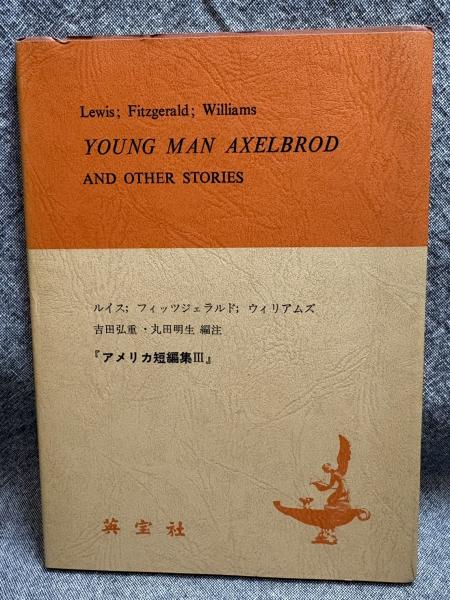 Lewis; Fitzgerald; Williams
YOUNG MAN AXELBROD
AND OTHER STORIES
ルイス; フィッツジェラルド; ウィリアムズ
吉田弘重・丸田明生 編注
『アメリカ短編集Ⅲ』
英宝社